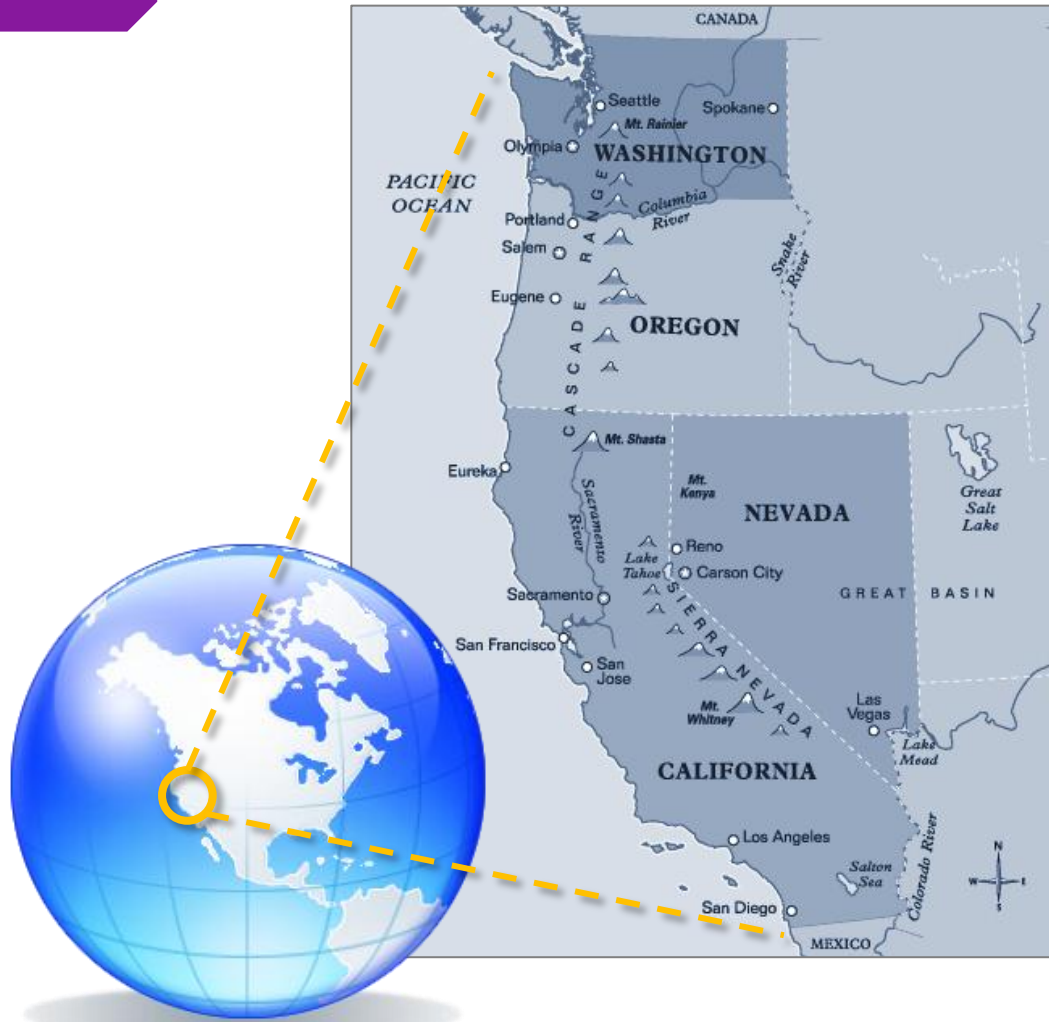 CANADA
Seattle
Spokane
Mt. Rainier
Olympia
WASHINGTON
PACIFIC
OCEAN
Columbia
River
Portland
Salem
Snake
River
Eugene
OREGON
CASCADE RANGE
Mt. Shasta
Eureka
Sacramento
River
Mt.
Kenya
NEVADA
Great
Salt
Lake
Reno
Lake
Tahoe
Carson City
GREAT BASIN
Sacramento
SIERRA NEVADA
San Francisco
San
Jose
Mt.
Whitney
Las
Vegas
Lake
Mead
CALIFORNIA
Los Angeles
Salton
Sea
Colorado River
N
W
E
S
San Diego
MEXICO